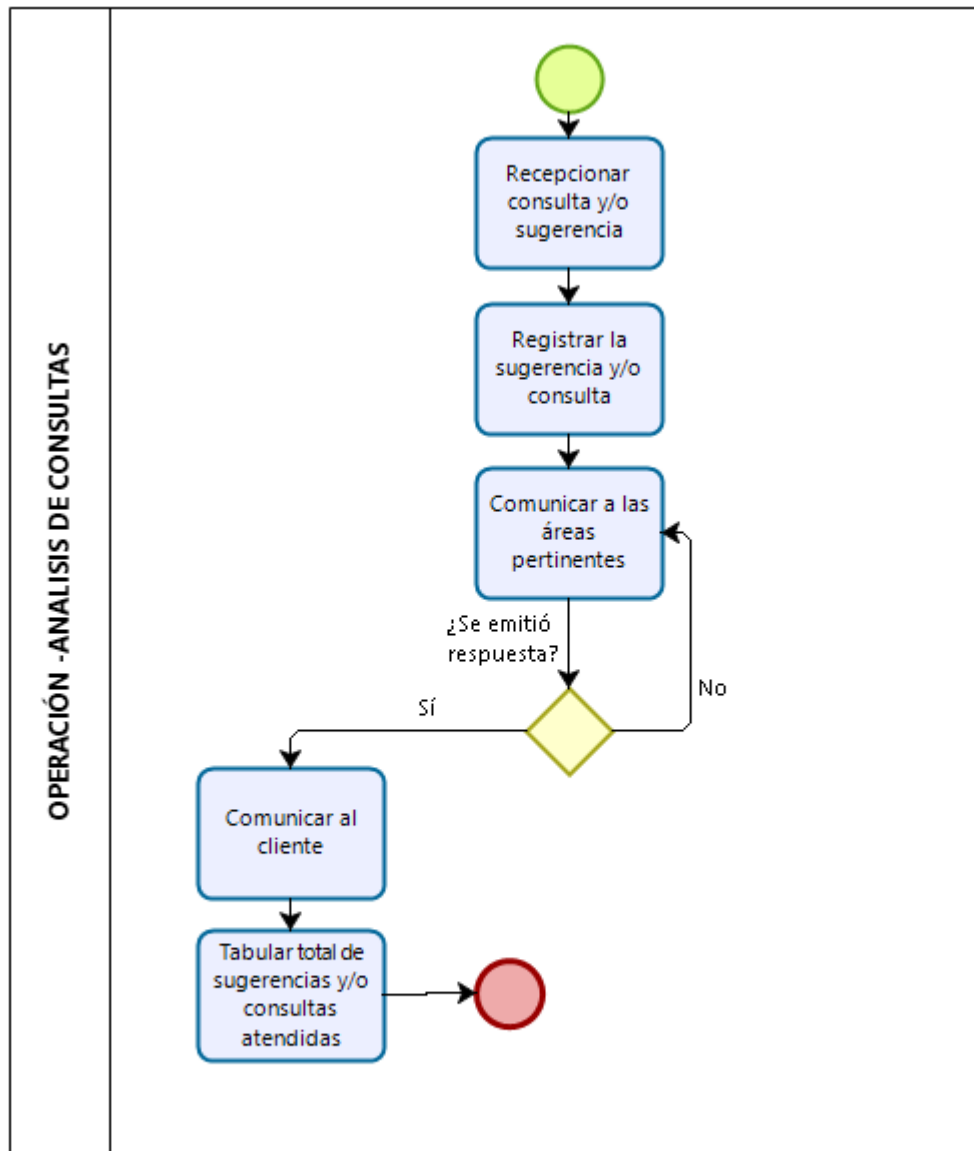 OPERACIÓN -ANALISIS DE CONSULTAS
Recepcionar
consulta y/o
sugerencia
Registrar la
sugerencia y/o
consulta
Comunicar a las
áreas
pertinentes
¿Se emitió
respuesta?
Sí
No
Comunicar al
cliente
Tabular total de
sugerencias y/o
consultas
atendidas